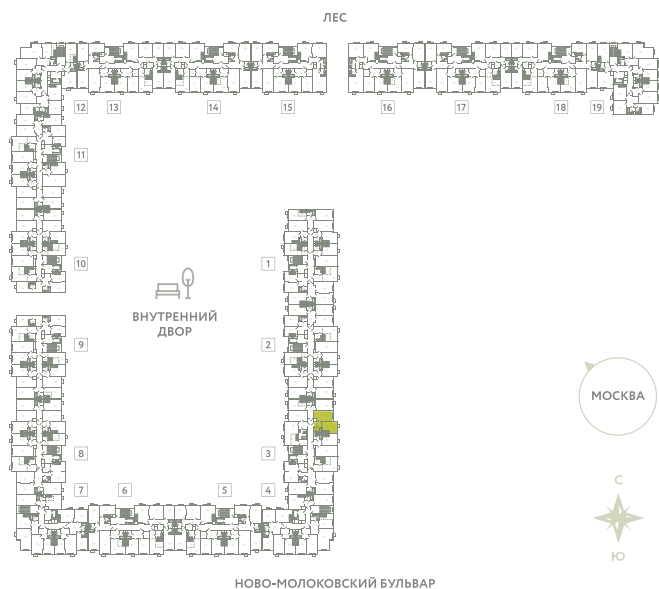 ЛЕС
12 13 14 15 16 17 18 19
11
10 1
ВНУТРЕННИЙ
ДВОР
9 2
МОСКВА
8 3
С
7 6 5 4
Ю
НОВО-МОЛОКОВСКИЙ БУЛЬВАР